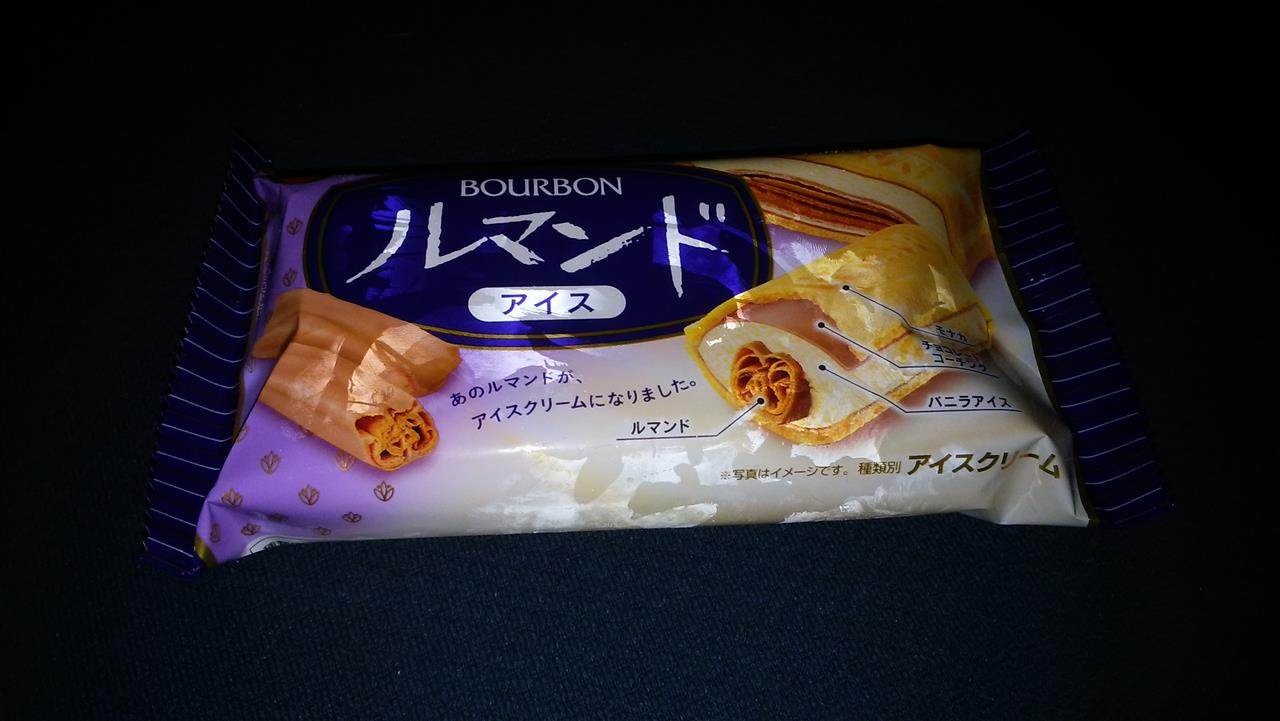 BOURBON
ルマンド
アイス
あのルマンドが、
アイスクリームになりました。
モナカ
チョコレート
コーチング
バニラアイス
ルマンド
※写真はイメージです。 種類別 アイスクリーム